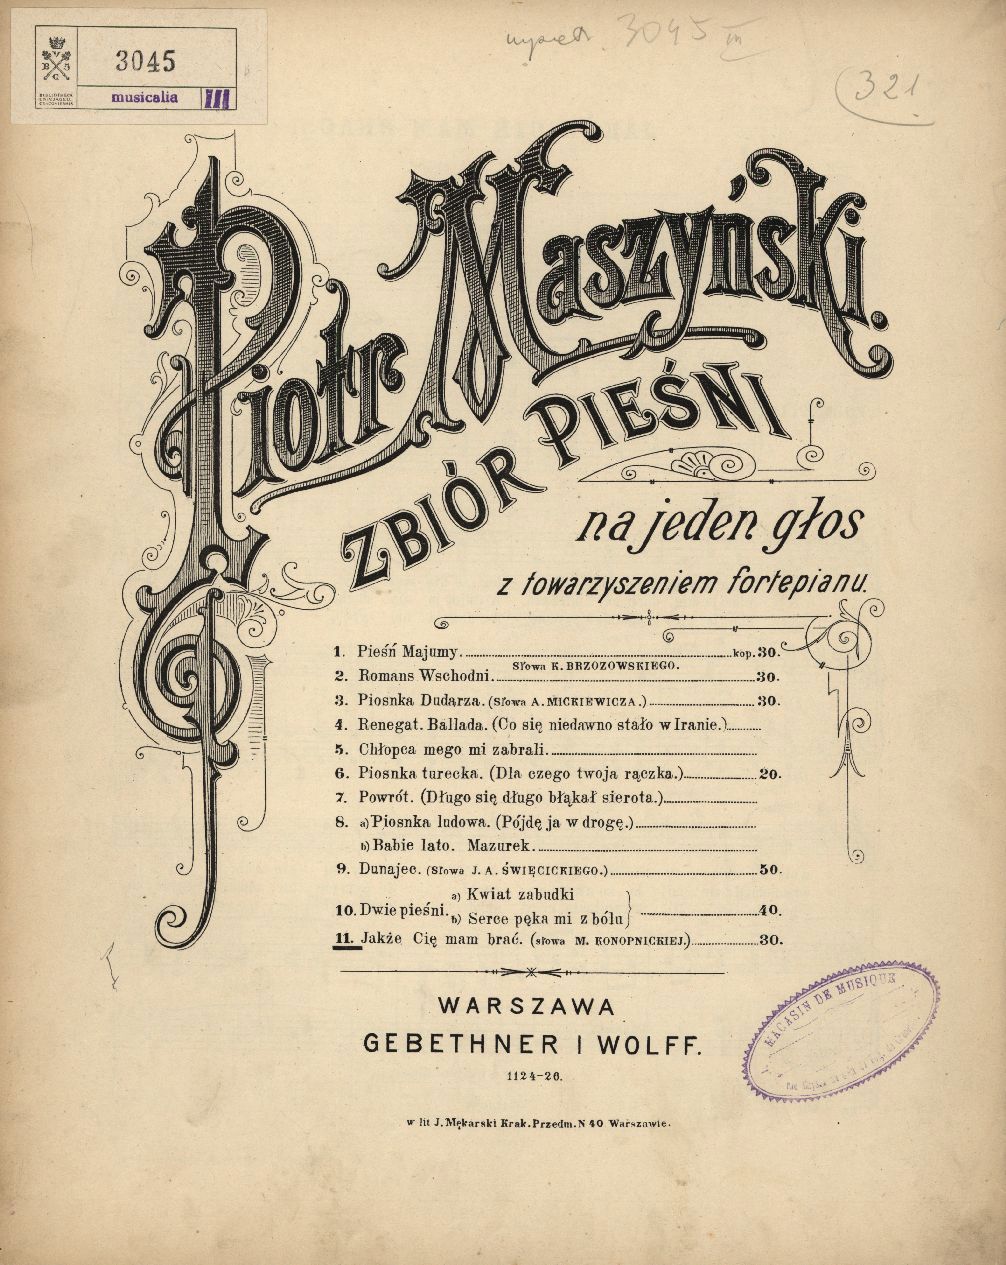 3045
musicalia III
3045 III
321
Piotr Maszyński.
ZBIÓR PIEŚNI
na jeden głos
z towarzyszeniem fortepianu.
1. Pieśń Majumy. kop. 30.
Słowa K. BRZOZOWSKIEGO.
2. Romans Wschodni. 30.
3. Piosnka Dudarza. (Słowa A. MICKIEWICZA.) 30.
4. Renegat. Ballada. (Co się niedawno stało w Iranie.)
5. Chłopca mego mi zabrali.
6. Piosnka turecka. (Dla czego twoja rączka.) 20.
7. Powrót. (Długo się długo błąkał sierota.)
8. a) Piosnka ludowa. (Pójdę ja w drogę.)
b) Babie lato. Mazurek.
9. Dunajec. (Słowa J. A. ŚWIĘCICKIEGO.) 50.
10. Dwie pieśni. a) Kwiat zabudki
b) Serce pęka mi z bólu 40.
11. Jakże Cię mam brać. (słowa M. KONOPNICKIEJ.) 30.
WARSZAWA
GEBETHNER I WOLFF.
1124-26.
w lit J. Mękarski Krak. Przedm. N 40 Warszawie.
MAGASIN DE MUSIQUE